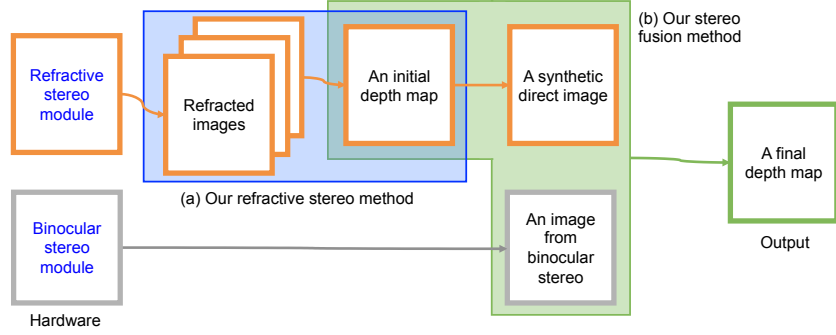 (b) Our stereo
fusion method
Refractive
stereo
module
Refracted
images
An initial
depth map
A synthetic
direct image
A final
depth map
(a) Our refractive stereo method
Binocular
stereo
module
An image
from
binocular
stereo
Output
Hardware